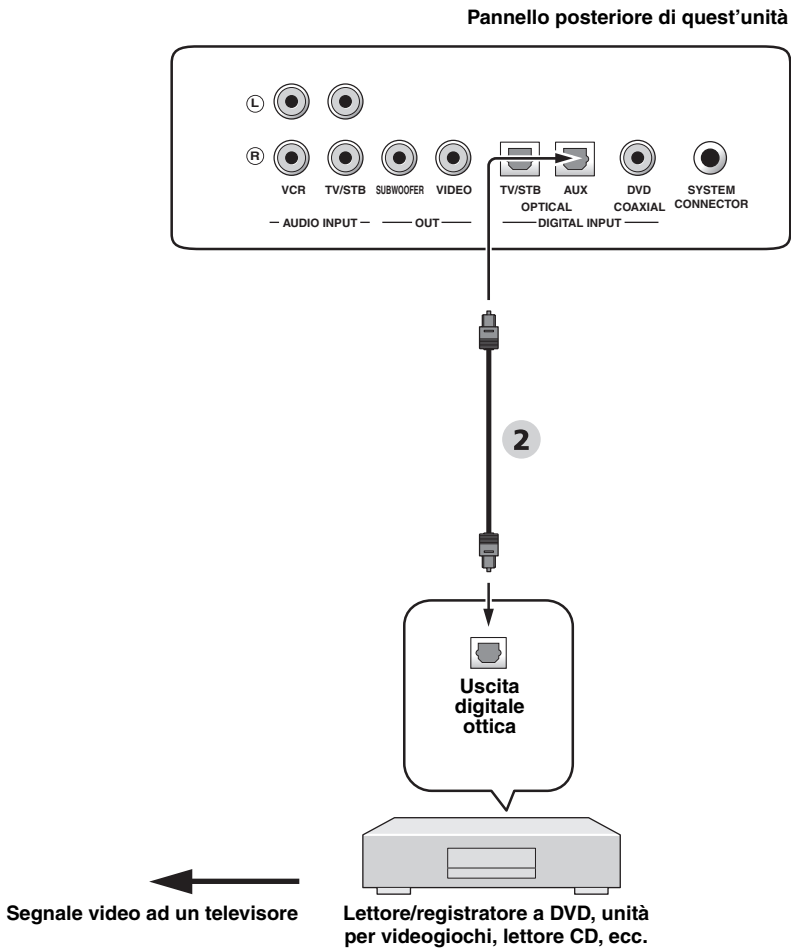 Pannello posteriore di quest'unità
L
R
VCR TV/STB SUBWOOFER VIDEO TV/STB AUX DVD SYSTEM
OPTICAL COAXIAL CONNECTOR
AUDIO INPUT OUT DIGITAL INPUT
2
Uscita
digitale
ottica
Segnale video ad un televisore
Lettore/registratore a DVD, unità
per videogiochi, lettore CD, ecc.